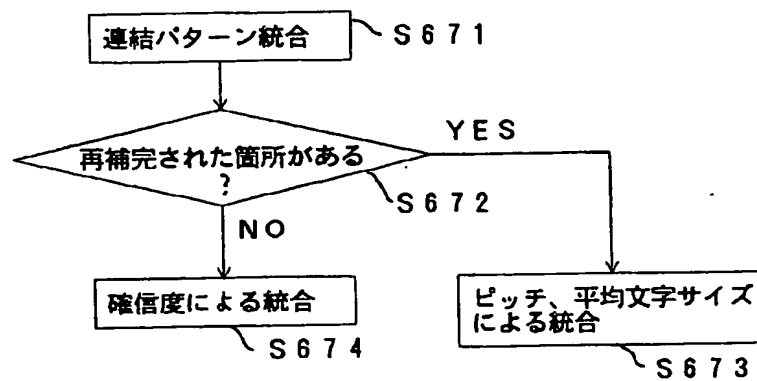 連結パターン統合
S671
再補完された箇所がある
?
S672
YES
NO
確信度による統合
S674
ピッチ、平均文字サイズ
による統合
S673